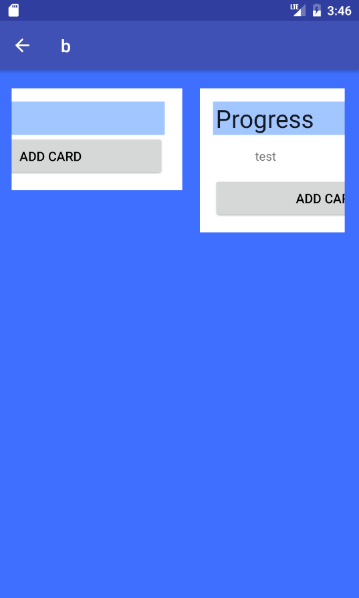 LTE 3:46
b
ADD CARD
Progress
test
ADD CAR